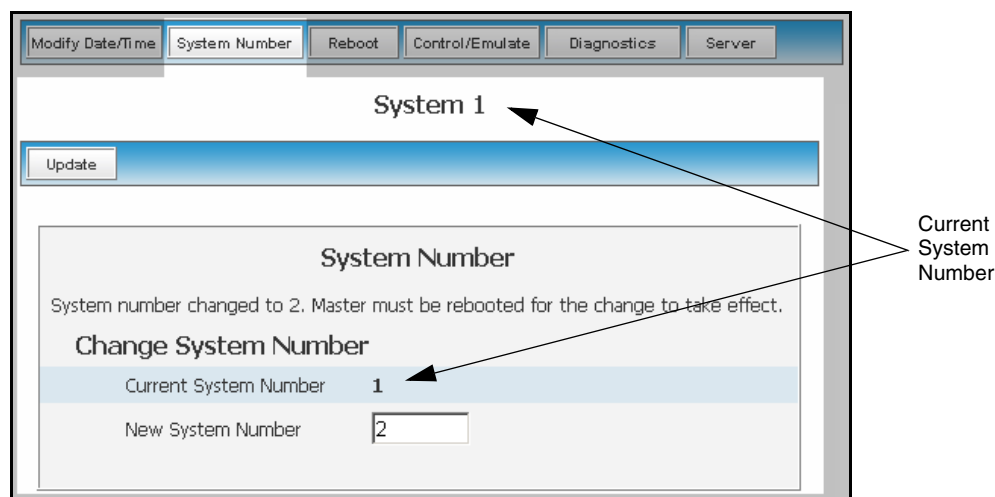 Modify Date/Time System Number Reboot Control/Emulate Diagnostics Server
System 1
Update
Current
System
Number
System Number
System number changed to 2. Master must be rebooted for the change to take effect.
Change System Number
Current System Number 1
New System Number 2